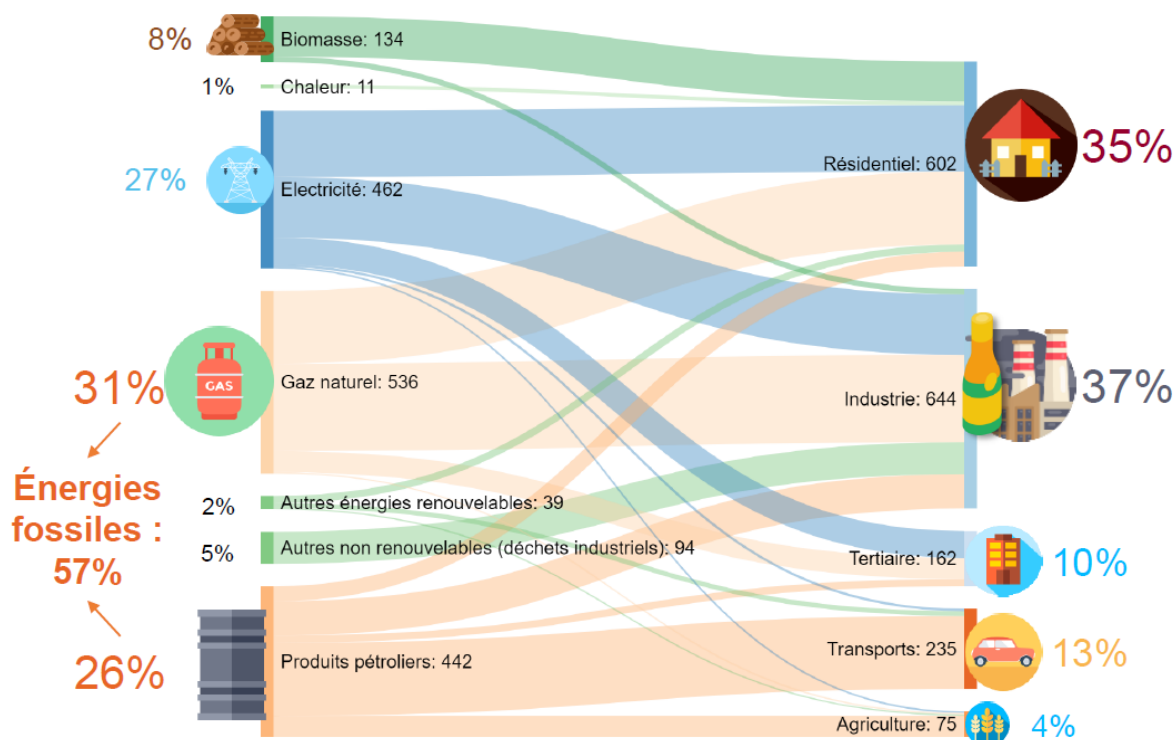 8%
Biomasse: 134
1%
Chaleur: 11
27%
Electricité: 462
Résidentiel: 602
35%
31%
GAS
Gaz naturel: 536
Industrie: 644
37%
Énergies
fossiles :
57%
2%
Autres énergies renouvelables: 39
5%
Autres non renouvelables (déchets industriels): 94
Tertiaire: 162
10%
26%
Produits pétroliers: 442
Transports: 235
13%
Agriculture: 75
4%